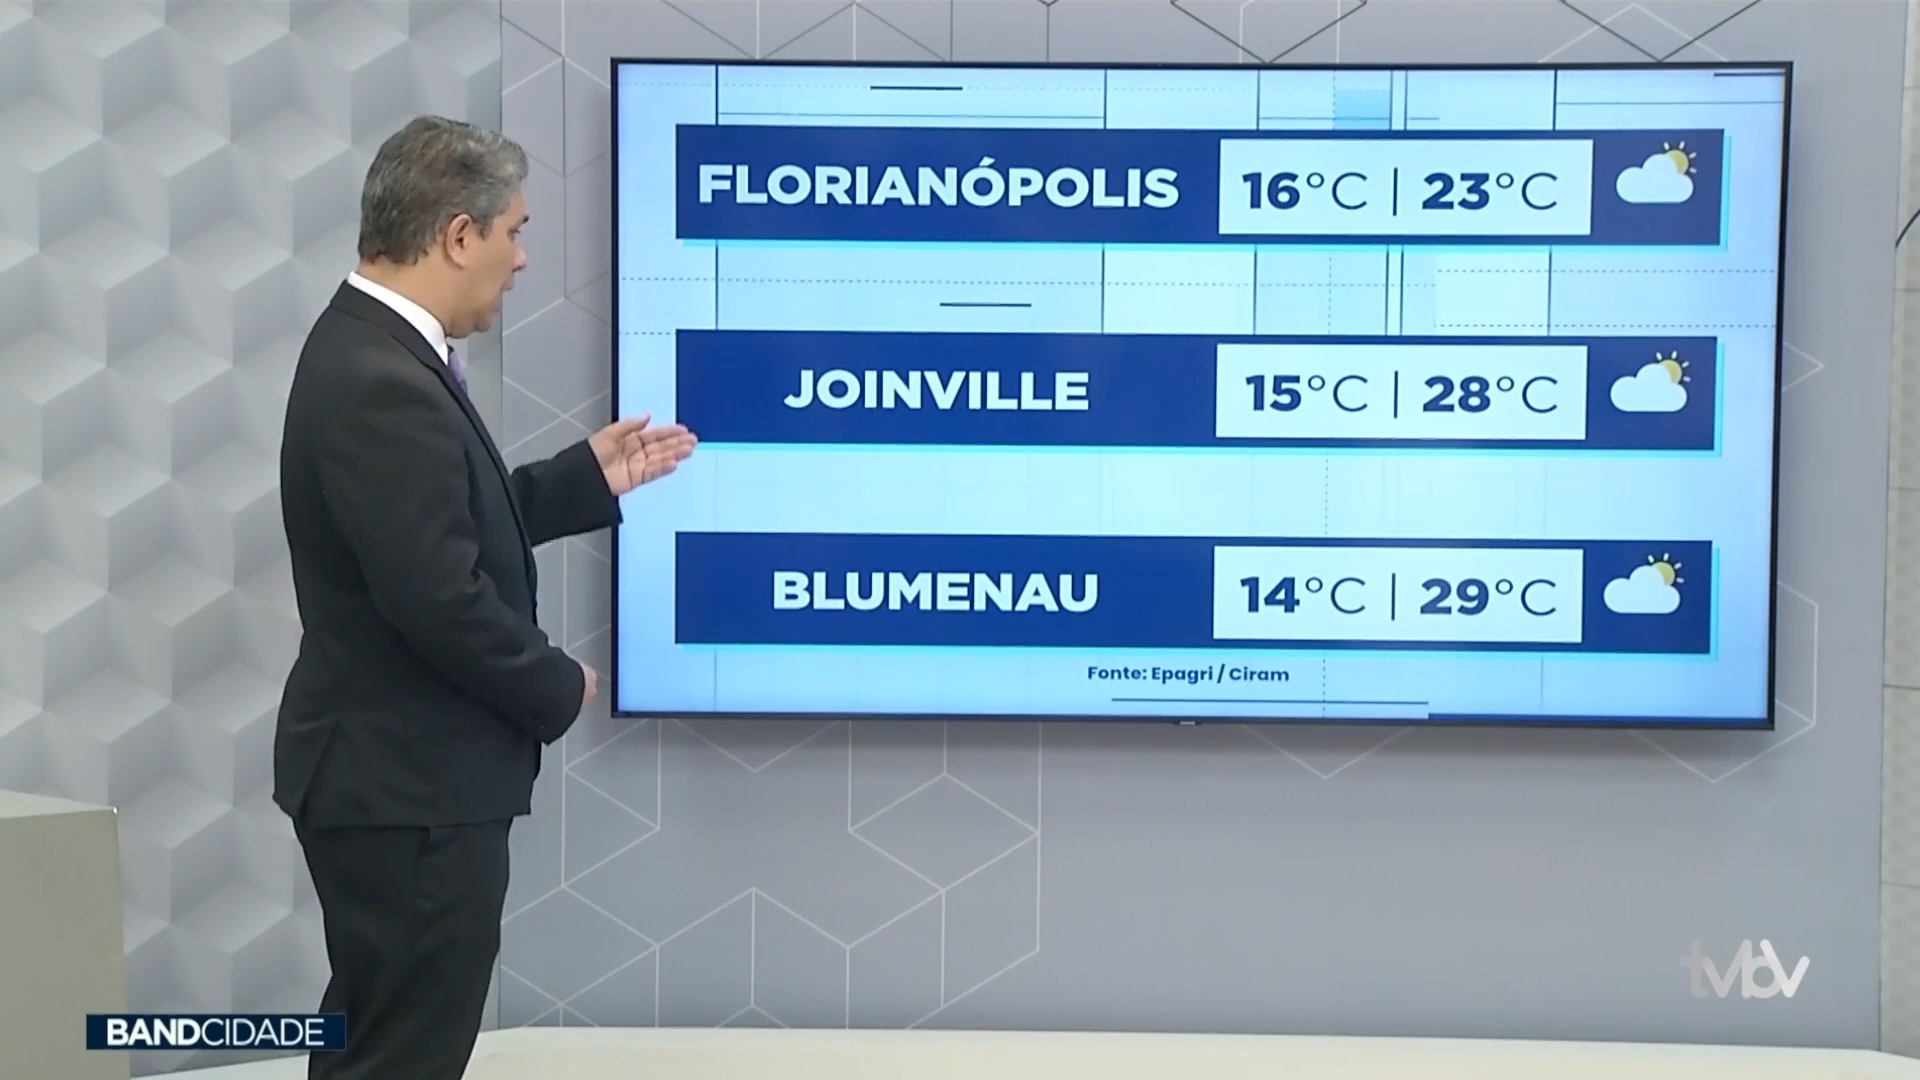 FLORIANÓPOLIS 16°C | 23°C
JOINVILLE 15°C | 28°C
BLUMENAU 14°C | 29°C
Fonte: Epagri / Ciram
tvbv
BANDCIDADE